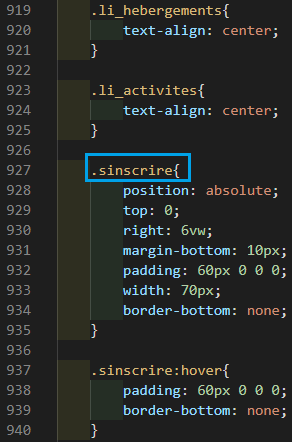 919 .li_hebergements{
920 text-align: center;
921 }
922
923 .li_activites{
924 text-align: center;
925 }
926
927 .sinscrire{
928 position: absolute;
929 top: 0;
930 right: 6vw;
931 margin-bottom: 10px;
932 padding: 60px 0 0 0;
933 width: 70px;
934 border-bottom: none;
935 }
936
937 .sinscrire:hover{
938 padding: 60px 0 0 0;
939 border-bottom: none;
940 }